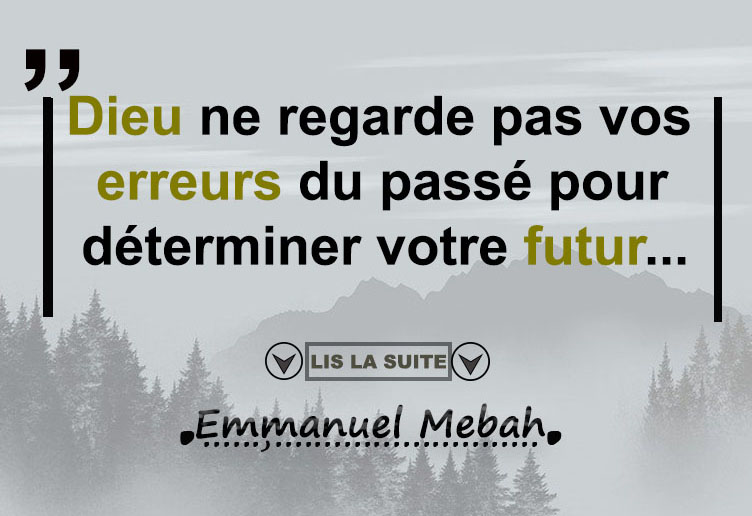 ”
Dieu ne regarde pas vos
erreurs du passé pour
déterminer votre futur...
LIS LA SUITE
Emmanuel Mebah